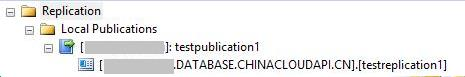 Replication
Local Publications
[ ]: testpublication1
[ .DATABASE.CHINACLOUDAPI.CN].[testreplication1]